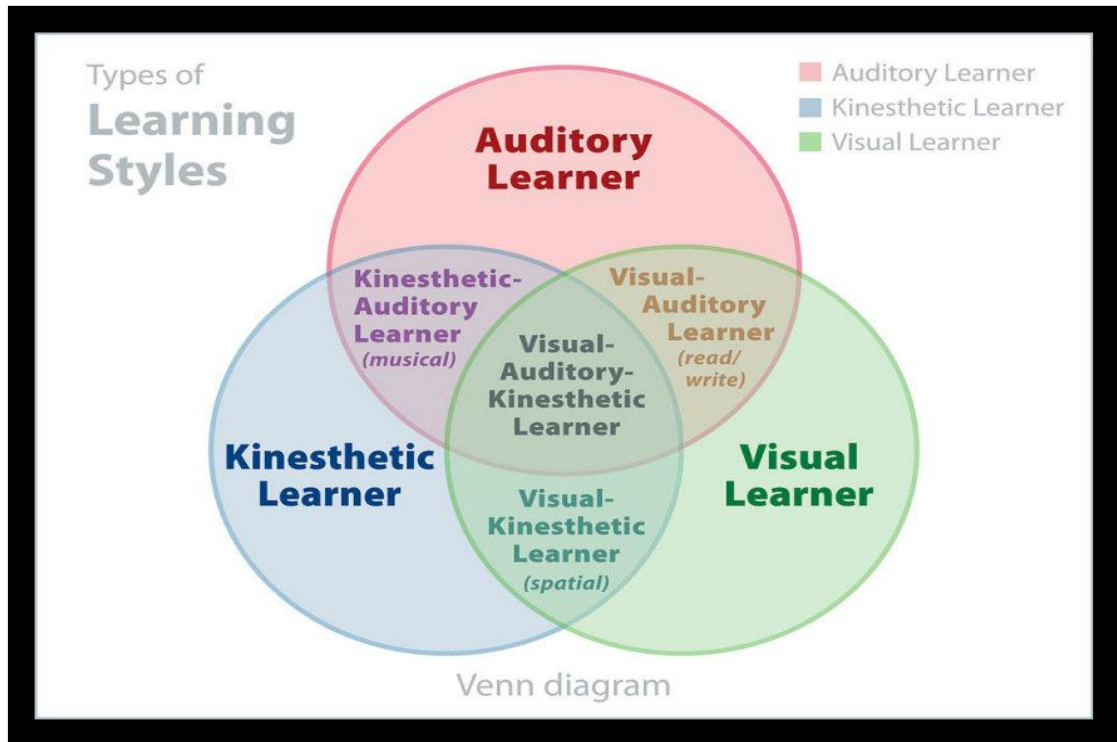 Types of
Learning
Styles
Auditory Learner
Kinesthetic Learner
Visual Learner
Auditory
Learner
Kinesthetic-
Auditory
Learner
(musical)
Visual-
Auditory
Learner
(read/
write)
Visual-
Auditory-
Kinesthetic
Learner
Kinesthetic
Learner
Visual
Learner
Visual-
Kinesthetic
Learner
(spatial)
Venn diagram